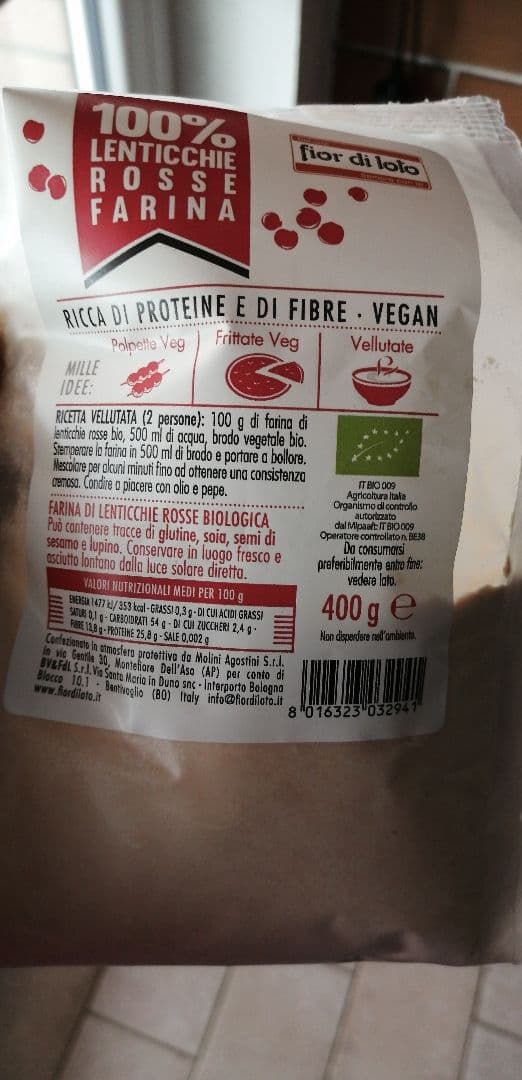 100%
LENTICCHIE
ROSSE
FARINA
fior di loto
RICCA DI PROTEINE E DI FIBRE · VEGAN
MILLE
IDEE:
Polpette Veg
Frittate Veg
Vellutate
RICETTA VELLUTATA (2 persone): 100 g di farina di
lenticchie rosse bio, 500 ml di acqua, brodo vegetale bio.
Stemperare la farina in 500 ml di brodo e portare a bollore.
Mescolare per alcuni minuti fino ad ottenere una consistenza
cremosa. Condire a piacere con olio e pepe.
FARINA DI LENTICCHIE ROSSE BIOLOGICA
Può contenere tracce di glutine, soia, semi di
sesamo e lupino. Conservare in luogo fresco e
asciutto lontano dalla luce solare diretta.
VALORI NUTRIZIONALI MEDI PER 100 g
ENERGIA 1477 kJ/353 kcal - GRASSI 0,3 g - DI CUI ACIDI GRASSI
SATURI 0,1 g - CARBOIDRATI 54 g - DI CUI ZUCCHERI 2,4 g -
FIBRE 13,8 g - PROTEINE 25,8 g - SALE 0,002 g
Confezionato in atmosfera protettiva da Molini Agostini S.r.l.
in via Gentile 30, Montefiore Dell'Aso (AP) per conto di
BV&FdL S.r.l. Via Santa Maria in Duno snc - Interporto Bologna
Blocco 10.1 - Bentivoglio (BO) Italy info@fiordiloto.it
www.fiordiloto.it
IT BIO 009
Agricoltura Italia
Organismo di controllo
autorizzato
dal Mipaaft: IT BIO 009
Operatore controllato n. BE38
Da consumarsi
preferibilmente entro fine:
vedere lato.
400 g e
Non disperdere nell'ambiente.
8 016323 032941